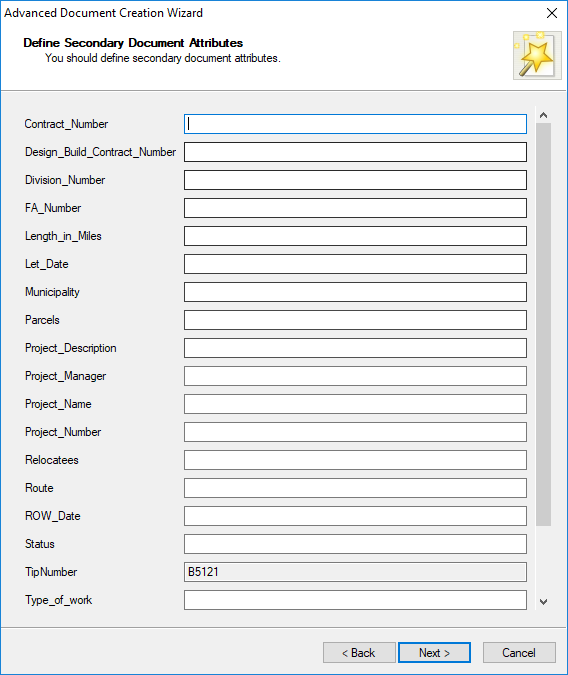 Advanced Document Creation Wizard
Define Secondary Document Attributes
You should define secondary document attributes.
Contract_Number
Design_Build_Contract_Number
Division_Number
FA_Number
Length_in_Miles
Let_Date
Municipality
Parcels
Project_Description
Project_Manager
Project_Name
Project_Number
Relocatees
Route
ROW_Date
Status
TipNumber B5121
Type_of_work
< Back Next > Cancel